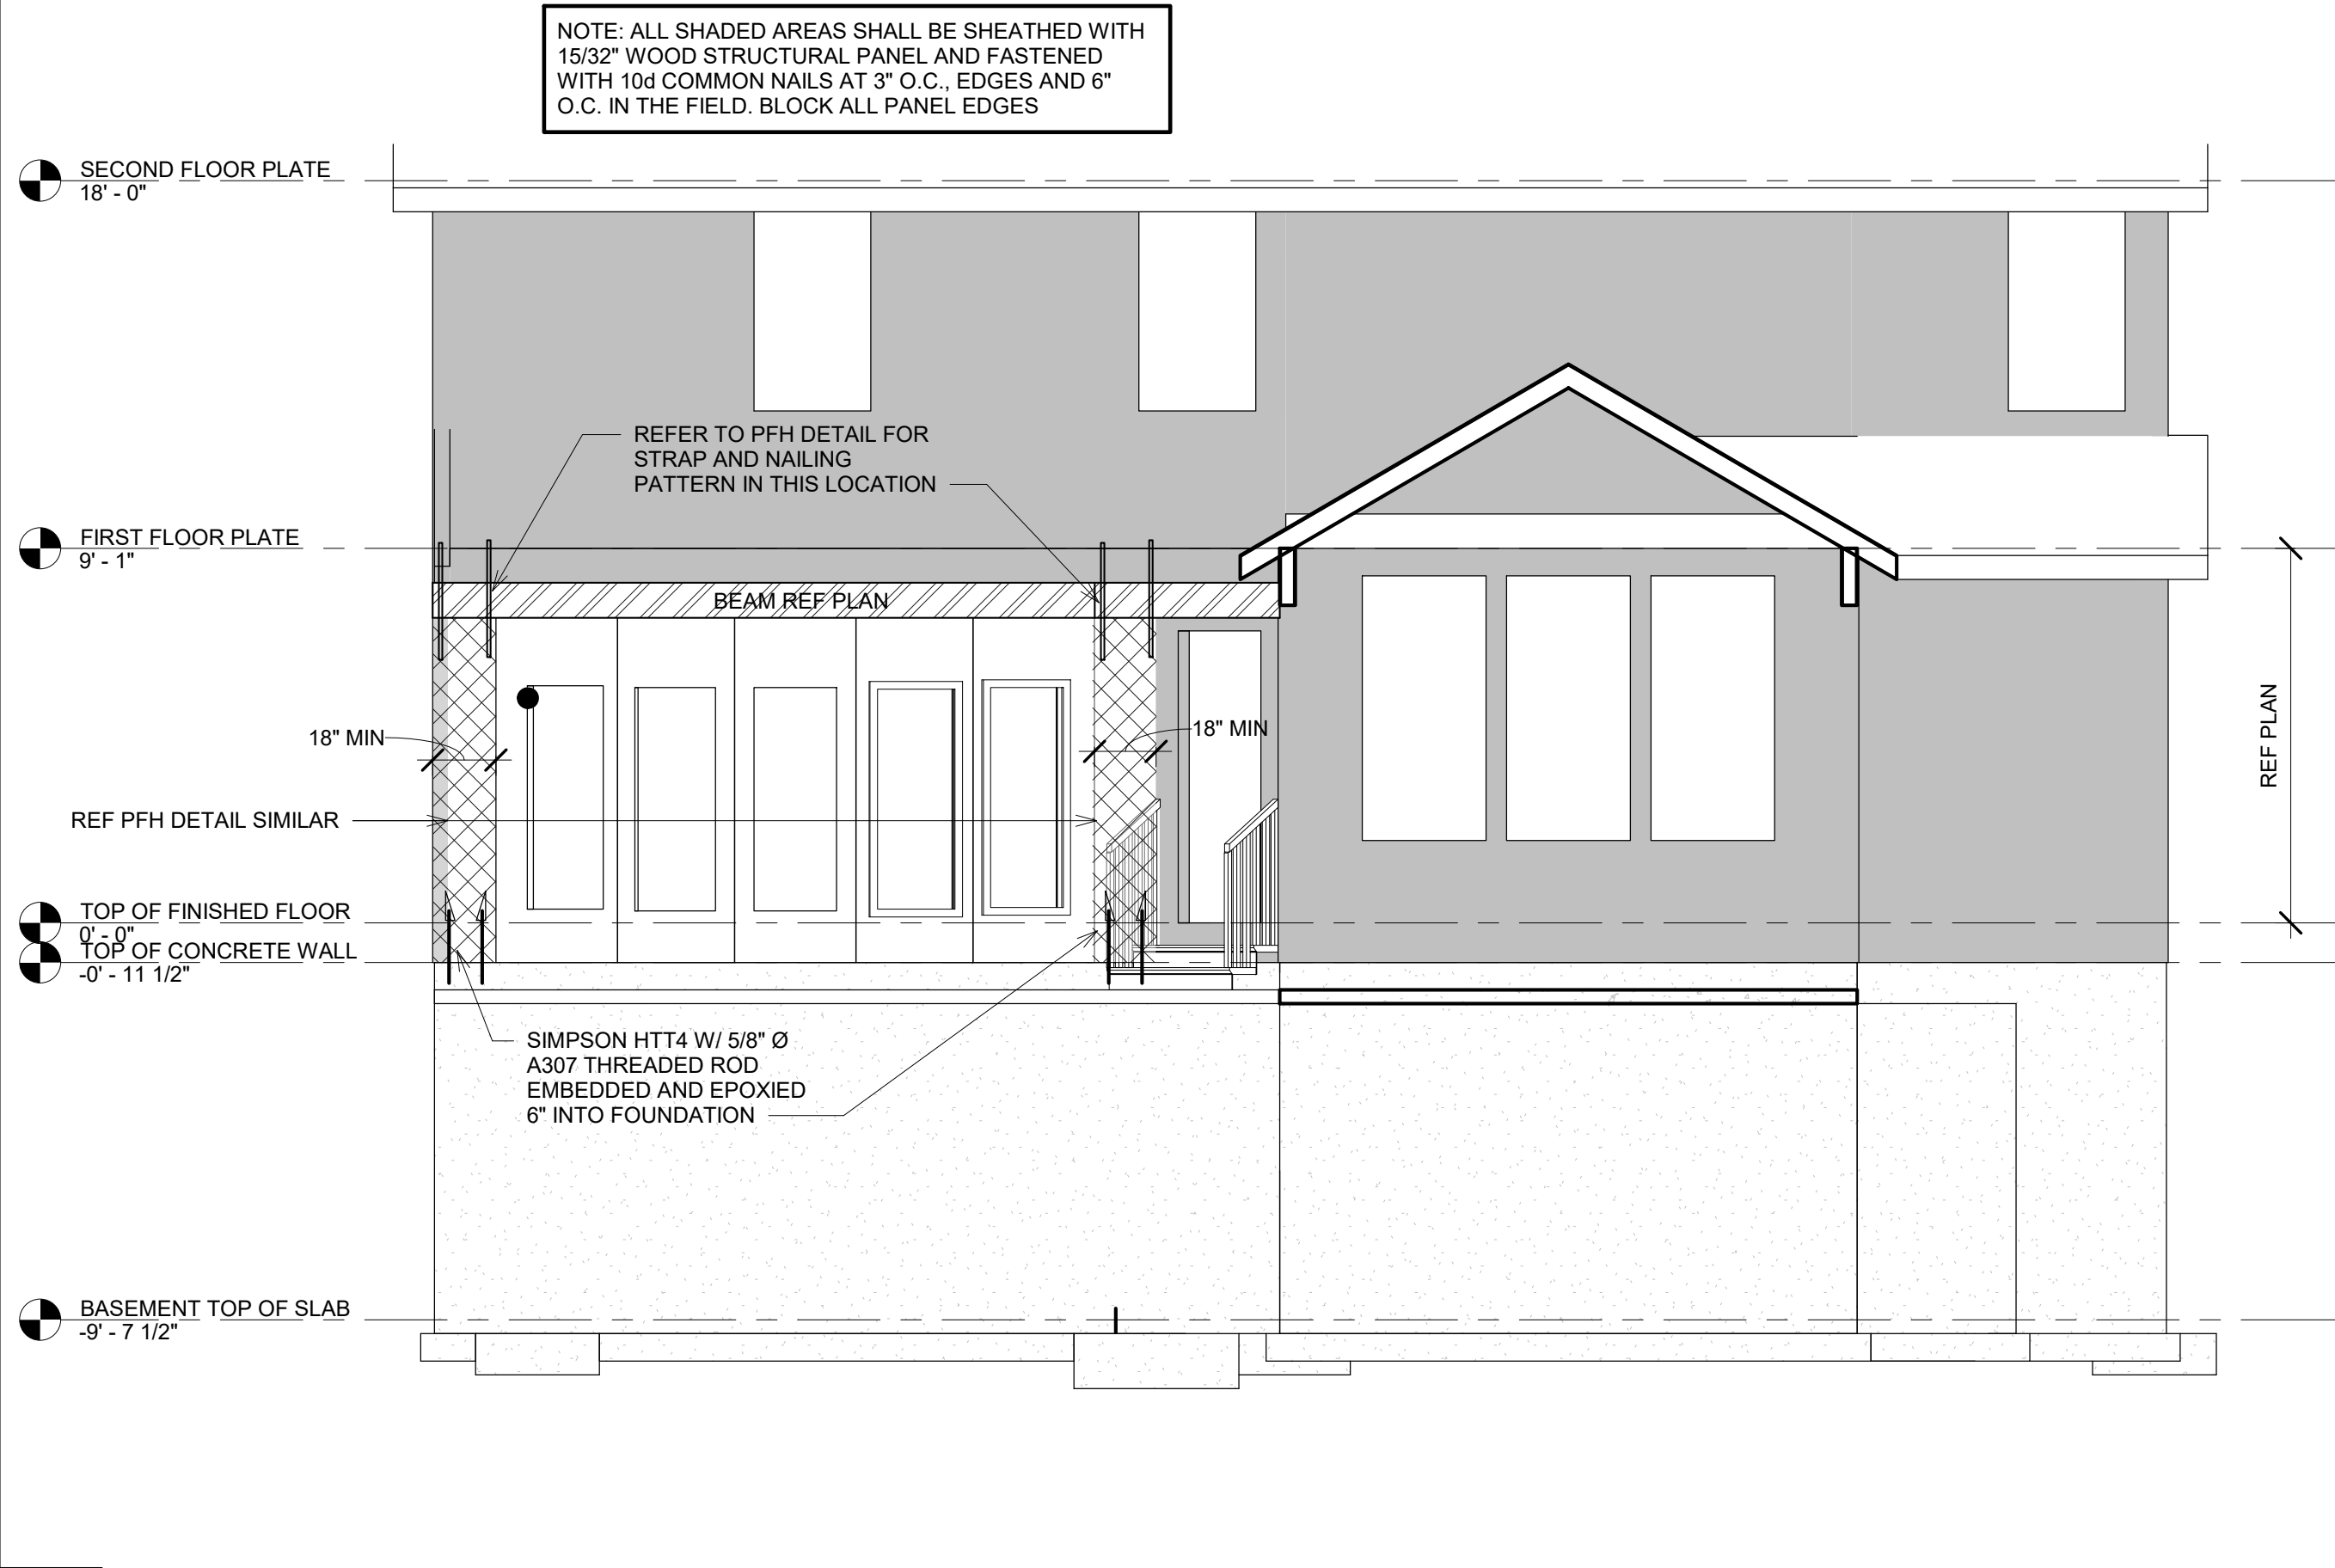 NOTE: ALL SHADED AREAS SHALL BE SHEATHED WITH
15/32" WOOD STRUCTURAL PANEL AND FASTENED
WITH 10d COMMON NAILS AT 3" O.C., EDGES AND 6"
O.C. IN THE FIELD. BLOCK ALL PANEL EDGES
SECOND FLOOR PLATE
18' - 0"
REFER TO PFH DETAIL FOR
STRAP AND NAILING
PATTERN IN THIS LOCATION
FIRST FLOOR PLATE
9' - 1"
BEAM REF PLAN
18" MIN
18" MIN
REF PLAN
REF PFH DETAIL SIMILAR
TOP OF FINISHED FLOOR
0' - 0"
TOP OF CONCRETE WALL
-0' - 11 1/2"
SIMPSON HTT4 W/ 5/8" Ø
A307 THREADED ROD
EMBEDDED AND EPOXIED
6" INTO FOUNDATION
BASEMENT TOP OF SLAB
-9' - 7 1/2"